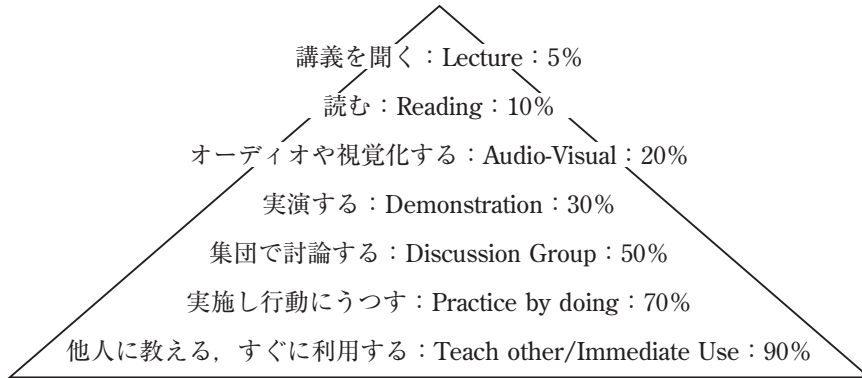 講義を聞く：Lecture：5%
読む：Reading：10%
オーディオや視覚化する：Audio-Visual：20%
実演する：Demonstration：30%
集団で討論する：Discussion Group：50%
実施し行動にうつす：Practice by doing：70%
他人に教える，すぐに利用する：Teach other/Immediate Use：90%